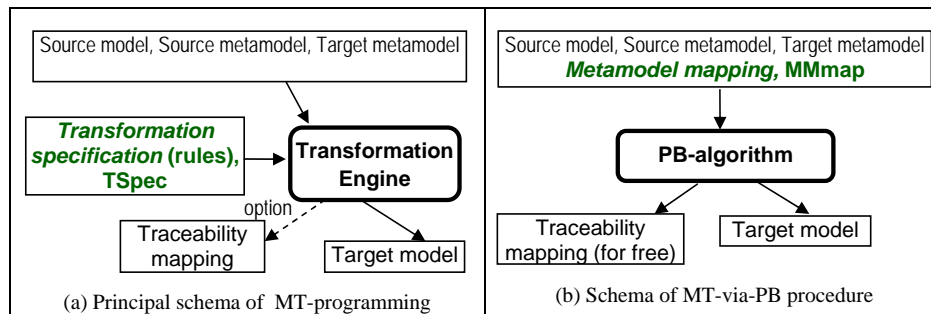 Source model, Source metamodel, Target metamodel
Transformation
specification (rules),
TSpec
Transformation
Engine
option
Traceability
mapping
Target model
(a) Principal schema of MT-programming
Source model, Source metamodel, Target metamodel
Metamodel mapping, MMmap
PB-algorithm
Traceability
mapping (for free)
Target model
(b) Schema of MT-via-PB procedure